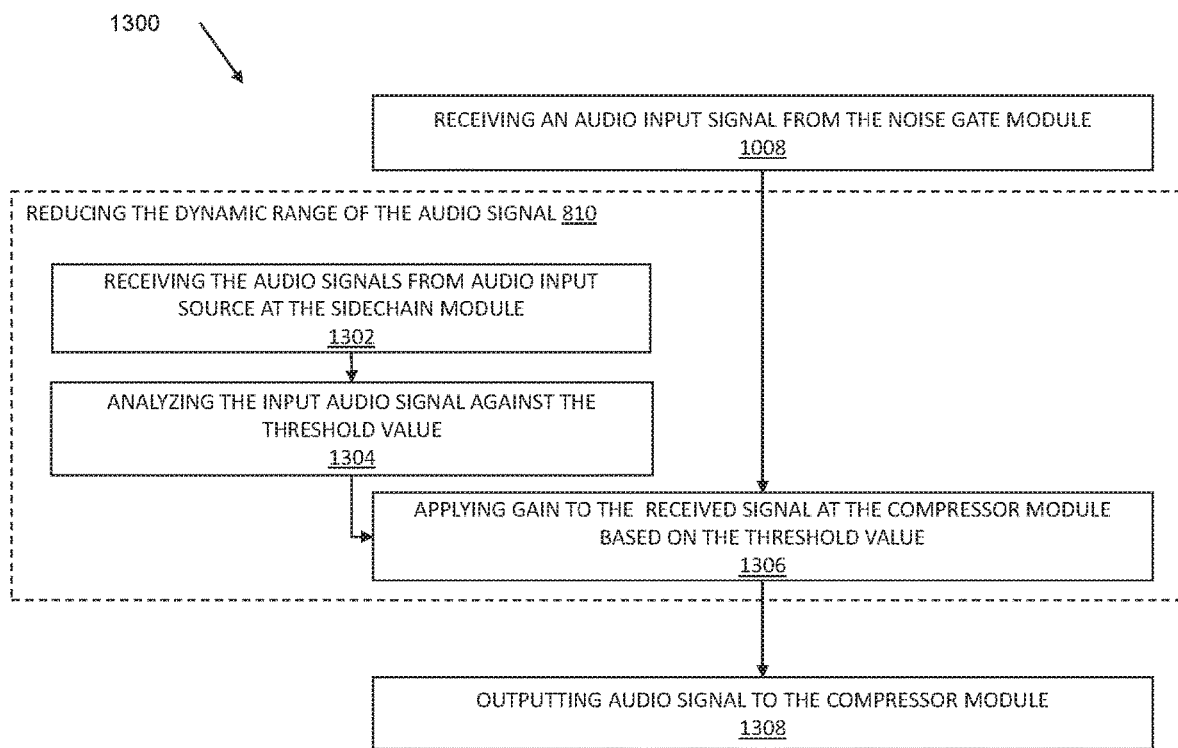 1300
RECEIVING AN AUDIO INPUT SIGNAL FROM THE NOISE GATE MODULE
1008
REDUCING THE DYNAMIC RANGE OF THE AUDIO SIGNAL 810
RECEIVING THE AUDIO SIGNALS FROM AUDIO INPUT
SOURCE AT THE SIDECHAIN MODULE
1302
ANALYZING THE INPUT AUDIO SIGNAL AGAINST THE
THRESHOLD VALUE
1304
APPLYING GAIN TO THE RECEIVED SIGNAL AT THE COMPRESSOR MODULE
BASED ON THE THRESHOLD VALUE
1306
OUTPUTTING AUDIO SIGNAL TO THE COMPRESSOR MODULE
1308